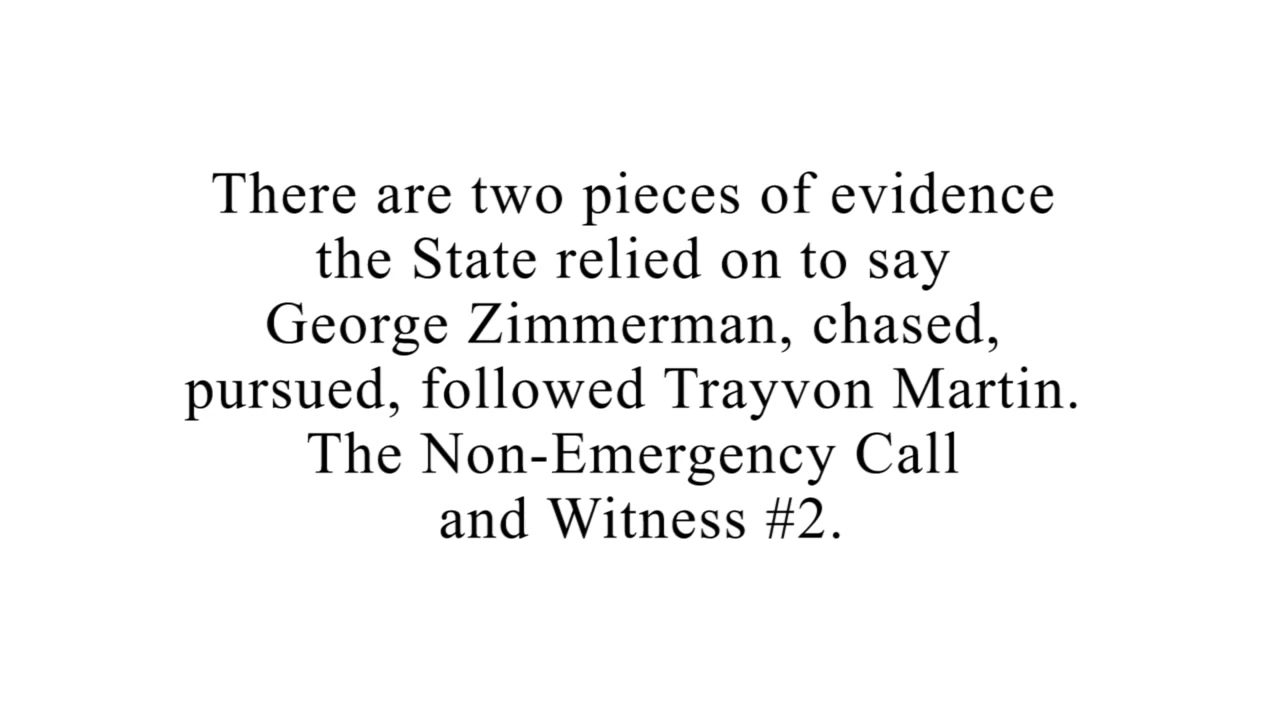 There are two pieces of evidence
the State relied on to say
George Zimmerman, chased,
pursued, followed Trayvon Martin.
The Non-Emergency Call
and Witness #2.